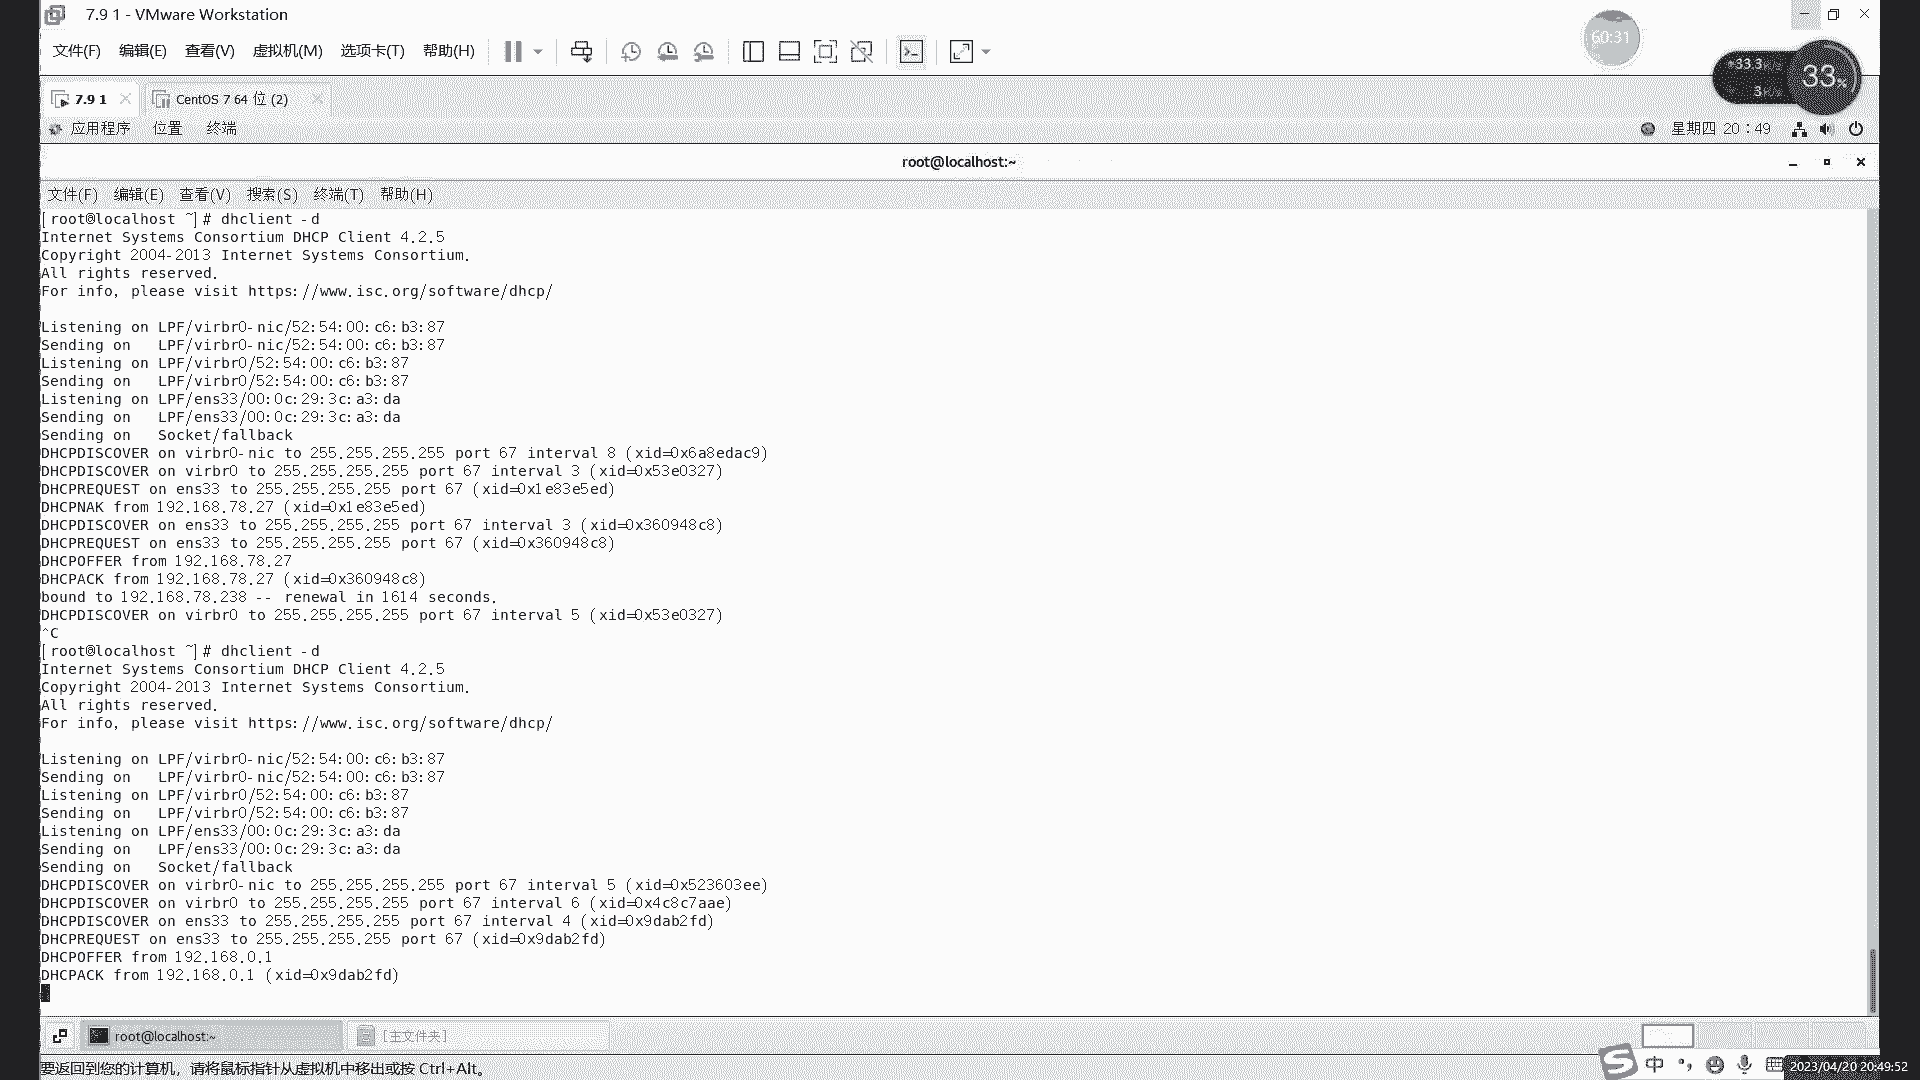 7.9 1 - VMware Workstation
文件(F) 编辑(E) 查看(V) 虚拟机(M) 选项卡(T) 帮助(H)
60:31
33.3K/s
33%
3K/s
7.9 1
CentOS 7 64 位 (2)
应用程序 位置 终端
星期四 20:49
root@localhost:~
文件(F) 编辑(E) 查看(V) 搜索(S) 终端(T) 帮助(H)
[root@localhost ~]# dhclient -d
Internet Systems Consortium DHCP Client 4.2.5
Copyright 2004-2013 Internet Systems Consortium.
All rights reserved.
For info, please visit https://www.isc.org/software/dhcp/
Listening on LPF/virbr0-nic/52:54:00:c6:b3:87
Sending on   LPF/virbr0-nic/52:54:00:c6:b3:87
Listening on LPF/virbr0/52:54:00:c6:b3:87
Sending on   LPF/virbr0/52:54:00:c6:b3:87
Listening on LPF/ens33/00:0c:29:3c:a3:da
Sending on   LPF/ens33/00:0c:29:3c:a3:da
Sending on   Socket/fallback
DHCPDISCOVER on virbr0-nic to 255.255.255.255 port 67 interval 8 (xid=0x6a8edac9)
DHCPDISCOVER on virbr0 to 255.255.255.255 port 67 interval 3 (xid=0x53e0327)
DHCPREQUEST on ens33 to 255.255.255.255 port 67 (xid=0x1e83e5ed)
DHCPNAK from 192.168.78.27 (xid=0x1e83e5ed)
DHCPDISCOVER on ens33 to 255.255.255.255 port 67 interval 3 (xid=0x360948c8)
DHCPREQUEST on ens33 to 255.255.255.255 port 67 (xid=0x360948c8)
DHCPOFFER from 192.168.78.27
DHCPACK from 192.168.78.27 (xid=0x360948c8)
bound to 192.168.78.238 -- renewal in 1614 seconds.
DHCPDISCOVER on virbr0 to 255.255.255.255 port 67 interval 5 (xid=0x53e0327)
^C
[root@localhost ~]# dhclient -d
Internet Systems Consortium DHCP Client 4.2.5
Copyright 2004-2013 Internet Systems Consortium.
All rights reserved.
For info, please visit https://www.isc.org/software/dhcp/
Listening on LPF/virbr0-nic/52:54:00:c6:b3:87
Sending on   LPF/virbr0-nic/52:54:00:c6:b3:87
Listening on LPF/virbr0/52:54:00:c6:b3:87
Sending on   LPF/virbr0/52:54:00:c6:b3:87
Listening on LPF/ens33/00:0c:29:3c:a3:da
Sending on   LPF/ens33/00:0c:29:3c:a3:da
Sending on   Socket/fallback
DHCPDISCOVER on virbr0-nic to 255.255.255.255 port 67 interval 5 (xid=0x523603ee)
DHCPDISCOVER on virbr0 to 255.255.255.255 port 67 interval 6 (xid=0x4c8c7aae)
DHCPDISCOVER on ens33 to 255.255.255.255 port 67 interval 4 (xid=0x9dab2fd)
DHCPREQUEST on ens33 to 255.255.255.255 port 67 (xid=0x9dab2fd)
DHCPOFFER from 192.168.0.1
DHCPACK from 192.168.0.1 (xid=0x9dab2fd)
root@localhost:~
[主文件夹]
要返回到您的计算机，请将鼠标指针从虚拟机中移出或按 Ctrl+Alt。
中
2023/04/20 20:49:52